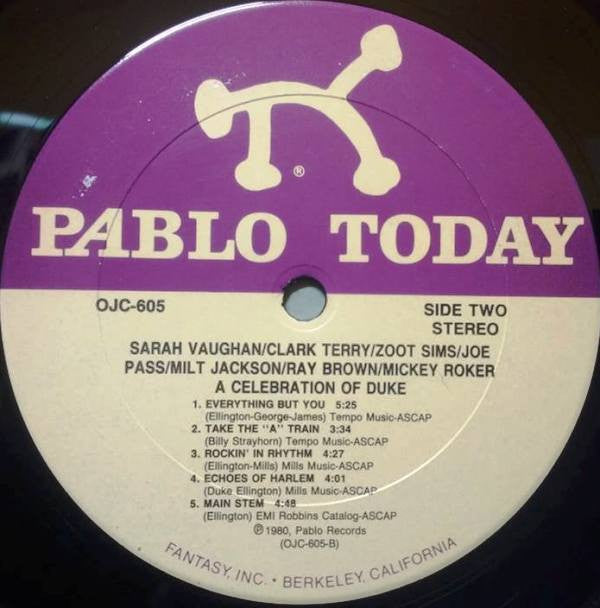 ®
PABLO TODAY
OJC-605
SIDE TWO
STEREO
SARAH VAUGHAN/CLARK TERRY/ZOOT SIMS/JOE
PASS/MILT JACKSON/RAY BROWN/MICKEY ROKER
A CELEBRATION OF DUKE
1. EVERYTHING BUT YOU 5:25
(Ellington-George-James) Tempo Music-ASCAP
2. TAKE THE "A" TRAIN 3:34
(Billy Strayhorn) Tempo Music-ASCAP
3. ROCKIN' IN RHYTHM 4:27
(Ellington-Mills) Mills Music-ASCAP
4. ECHOES OF HARLEM 4:01
(Duke Ellington) Mills Music-ASCAP
5. MAIN STEM 4:48
(Ellington) EMI Robbins Catalog-ASCAP
℗ 1980, Pablo Records
(OJC-605-B)
FANTASY, INC. • BERKELEY, CALIFORNIA